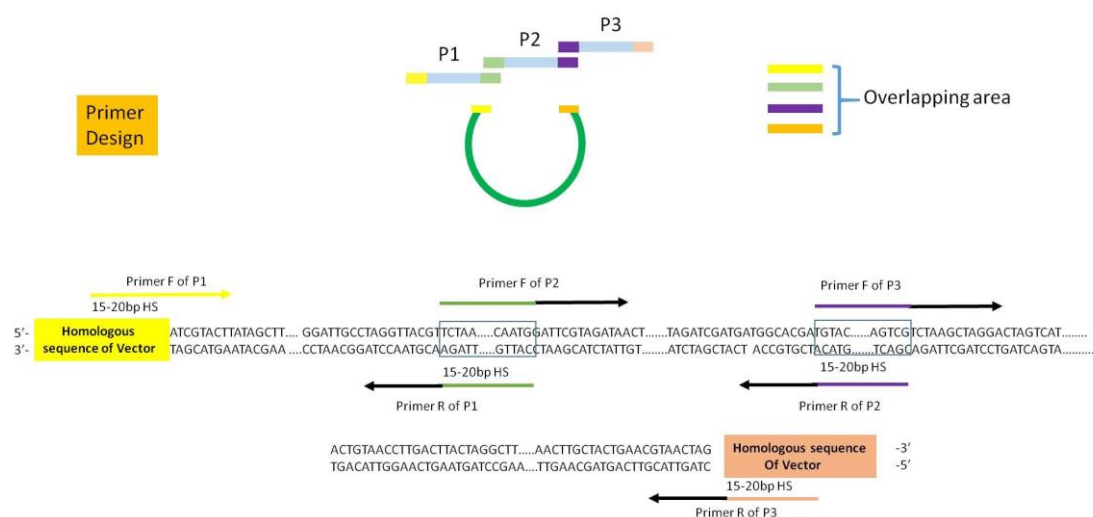 P3
P2
P1
Primer
Design
Overlapping area
Primer F of P1
Primer F of P2
Primer F of P3
15-20bp HS
5′- Homologous sequence of Vector ATCGTACTTATAGCTT.... GGATTGCCTAGGTTACGTTCTAA....CAATGGATTCGTAGATAACT.....TAGATCGATGATGGCACGATGTAC....AGTCGTCTAAGCTAGGACTAGTCAT........
3′- TAGCATGAATACGAA ...CCTAACGGATCCAATGCAAGATT.....GTTACCTAAGCATCTATTGT....... ATCTAGCTACT ACCGTGCTACATG....TCAGCAGATTCGATCCTGATCAGTA...........
15-20bp HS
15-20bp HS
Primer R of P1
Primer R of P2
ACTGTAACCTTGACTTACTAGGCTT.....AACTTGCTACTGAACGTAACTAG Homologous sequence -3′
TGACATTGGAACTGAATGATCCGAA....TTGAACGATGACTTGCATTGATC Of Vector -5′
15-20bp HS
Primer R of P3